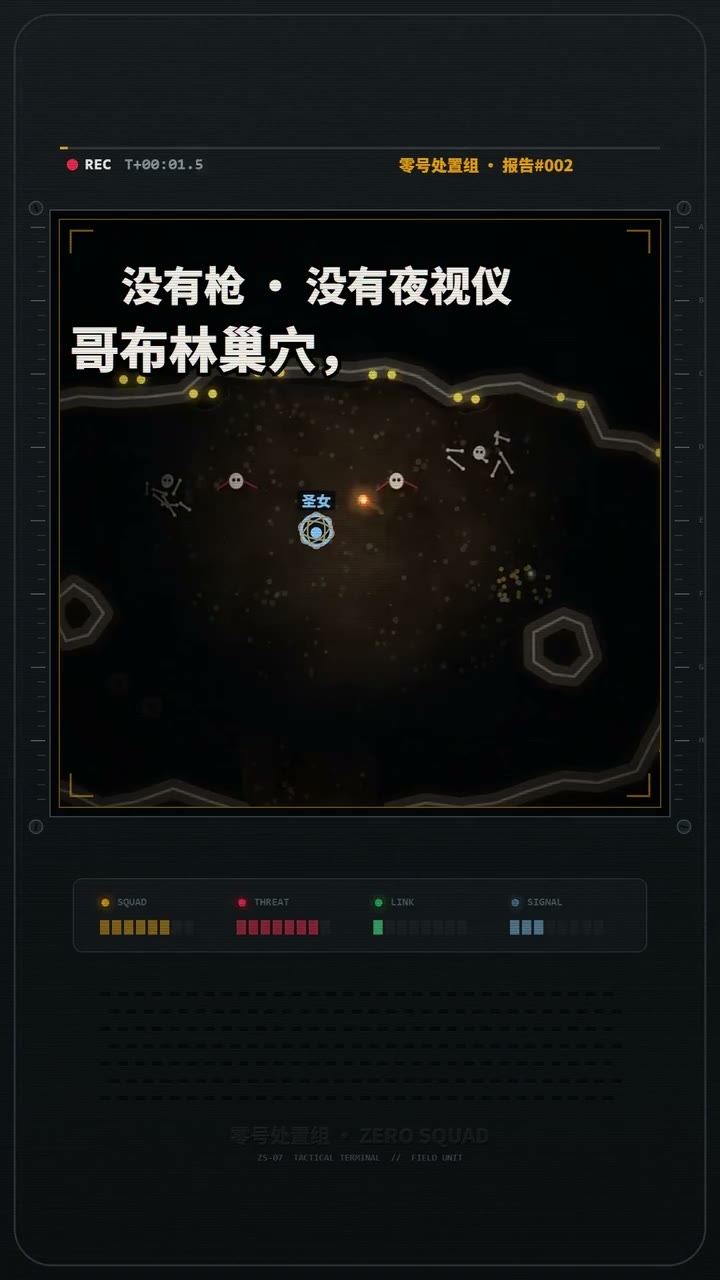 REC T+00:01.5 零号处置组 · 报告#002
没有枪 · 没有夜视仪
哥布林巢穴，
圣女
SQUAD THREAT LINK SIGNAL
零号处置组 · ZERO SQUAD
ZS-07 TACTICAL TERMINAL // FIELD UNIT